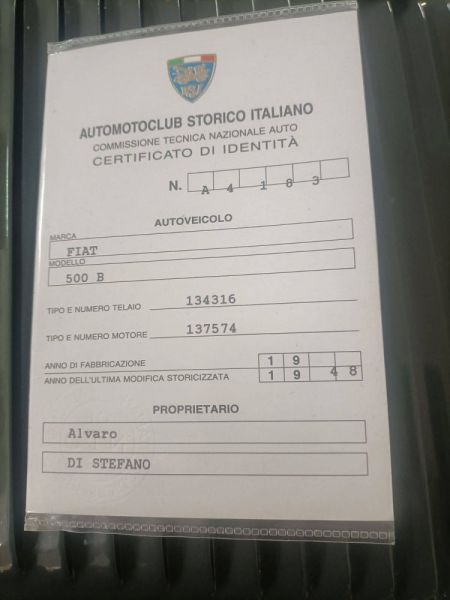 ASI
AUTOMOTOCLUB STORICO ITALIANO
COMMISSIONE TECNICA NAZIONALE AUTO
CERTIFICATO DI IDENTITÀ
N. A 4 1 8 3
AUTOVEICOLO
MARCA
FIAT
MODELLO
500 B
TIPO E NUMERO TELAIO 134316
TIPO E NUMERO MOTORE 137574
ANNO DI FABBRICAZIONE 1 9
ANNO DELL'ULTIMA MODIFICA STORICIZZATA 1 9 4 8
PROPRIETARIO
Alvaro
DI STEFANO